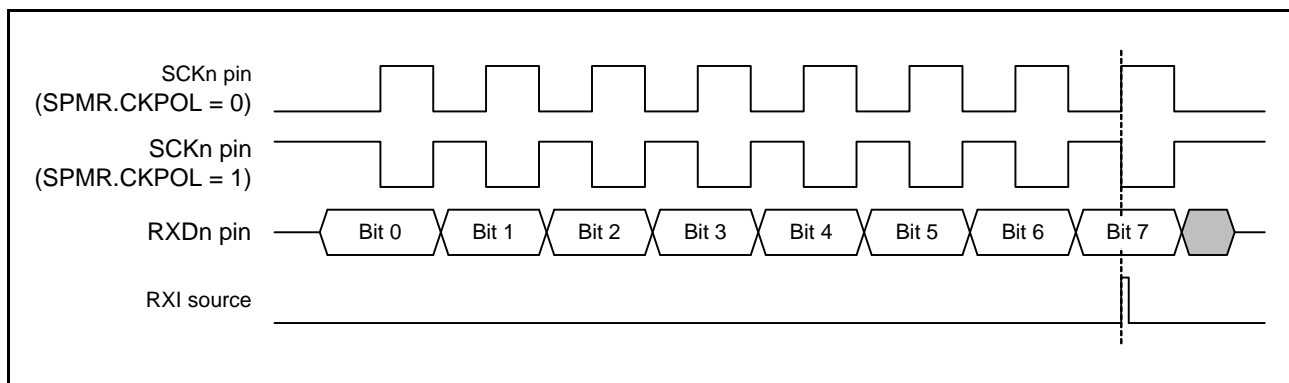 SCKn pin
(SPMR.CKPOL = 0)
SCKn pin
(SPMR.CKPOL = 1)
RXDn pin
Bit 0 Bit 1 Bit 2 Bit 3 Bit 4 Bit 5 Bit 6 Bit 7
RXI source